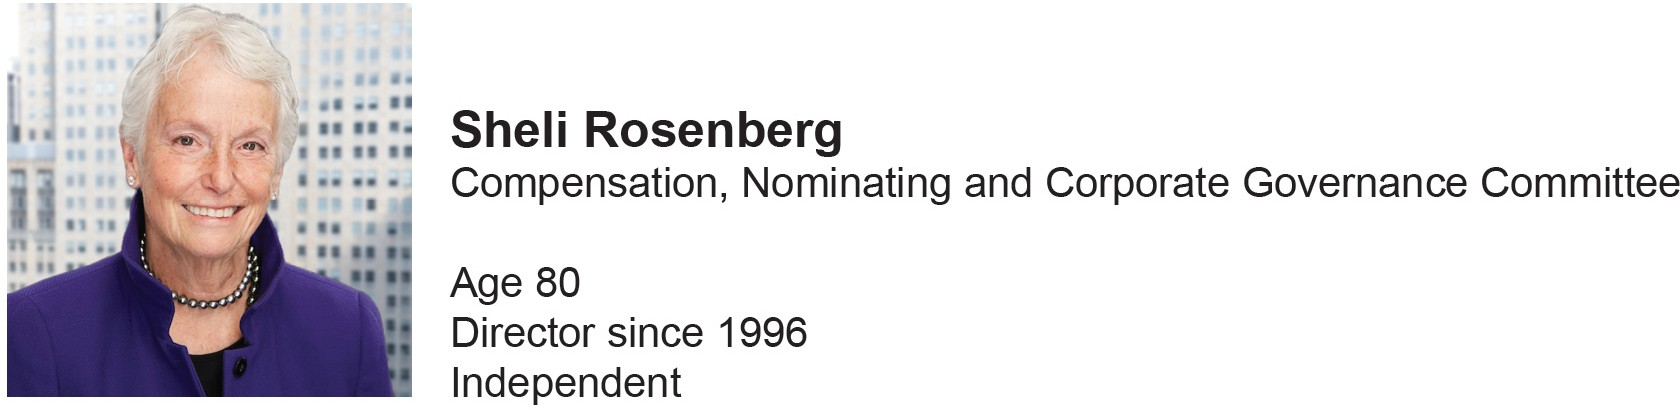 Sheli Rosenberg
Compensation, Nominating and Corporate Governance Committee
Age 80
Director since 1996
Independent